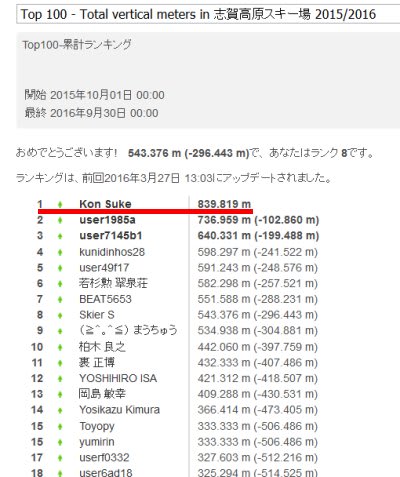 Top 100 - Total vertical meters in 志賀高原スキー場 2015/2016
Top100-累計ランキング
開始 2015年10月01日 00:00
最終 2016年9月30日 00:00
おめでとうございます! 543.376 m (-296.443 m)で、あなたはランク 8です。
ランキングは、前回2016年3月27日 13:03にアップデートされました。
1 Kon Suke 839.819 m
2 user1985a 736.959 m (-102.860 m)
3 user7145b1 640.331 m (-199.488 m)
4 kunidinhos28 598.297 m (-241.522 m)
5 user49f17 591.243 m (-248.576 m)
6 若杉勲 翠泉荘 582.298 m (-257.521 m)
7 BEAT5653 551.588 m (-288.231 m)
8 Skier S 543.376 m (-296.443 m)
9 (≧^。^≦) まうちゅう 534.938 m (-304.881 m)
10 柏木 良之 442.060 m (-397.759 m)
11 裏 正博 432.333 m (-407.486 m)
12 YOSHIHIRO ISA 421.312 m (-418.507 m)
13 岡島 敏幸 409.288 m (-430.531 m)
14 Yosikazu Kimura 366.414 m (-473.405 m)
15 Toyopy 333.333 m (-506.486 m)
15 yumirin 333.333 m (-506.486 m)
17 userf0332 327.603 m (-512.216 m)
18 user6ad18 325.294 m (-514.525 m)